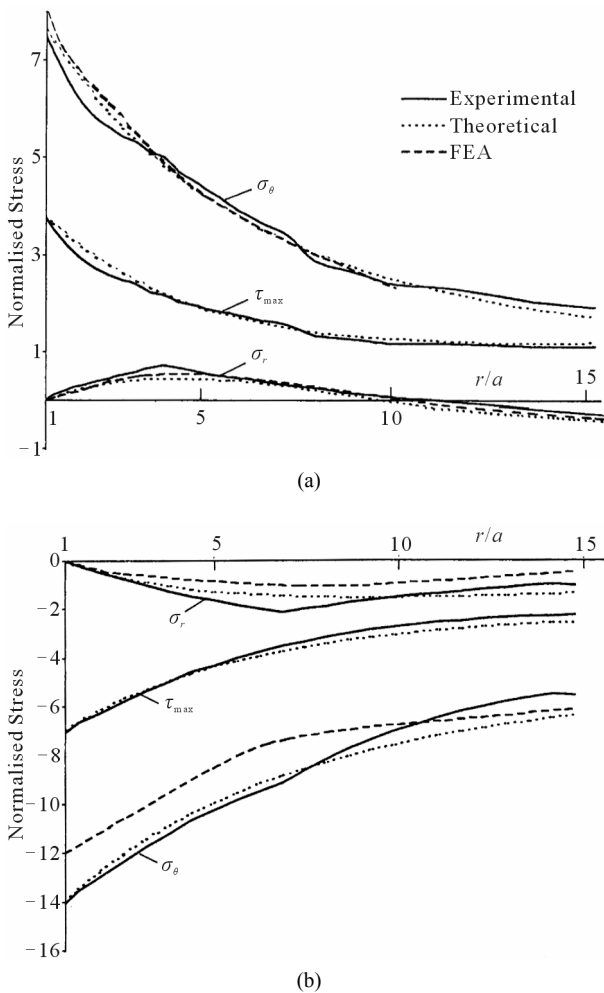 7
5
3
1
−1
Normalised Stress
Experimental
Theoretical
FEA
σθ
τmax
σr
r/a
1
5
10
15
(a)
1
5
r/a
10
15
0
−2
−4
−6
−8
−10
−12
−14
−16
Normalised Stress
σr
τmax
σθ
(b)